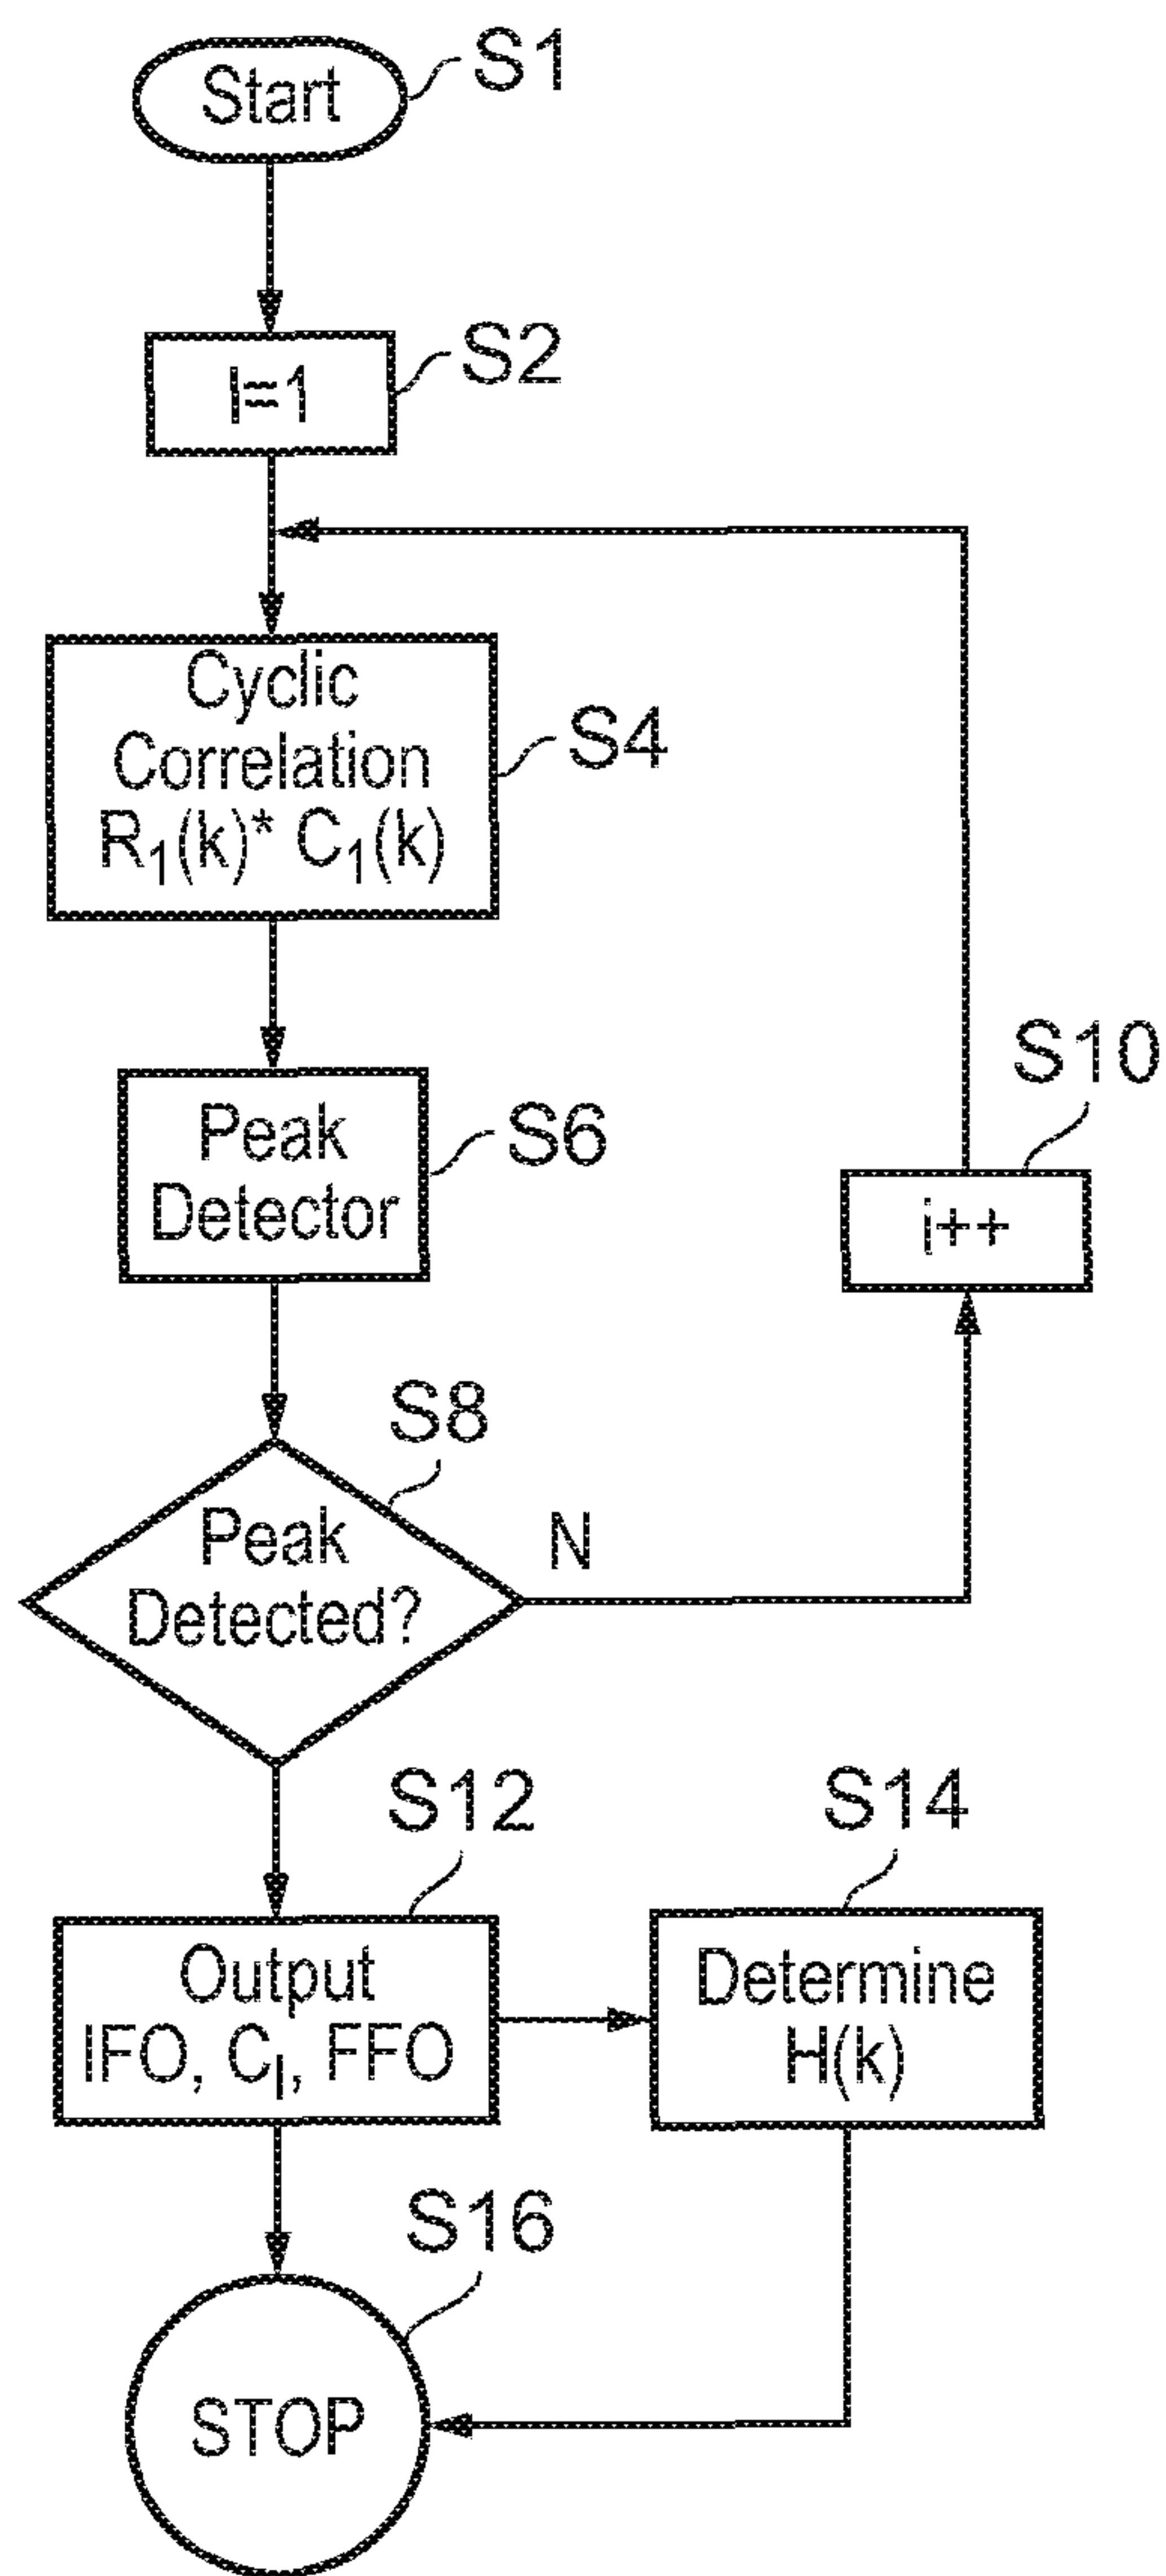 Start
S1
I=1
S2
Cyclic
Correlation
R₁(k)* C₁(k)
S4
Peak
Detector
S6
S10
i++
S8
Peak
Detected?
N
S12
Output
IFO, Cₗ, FFO
S14
Determine
H(k)
S16
STOP